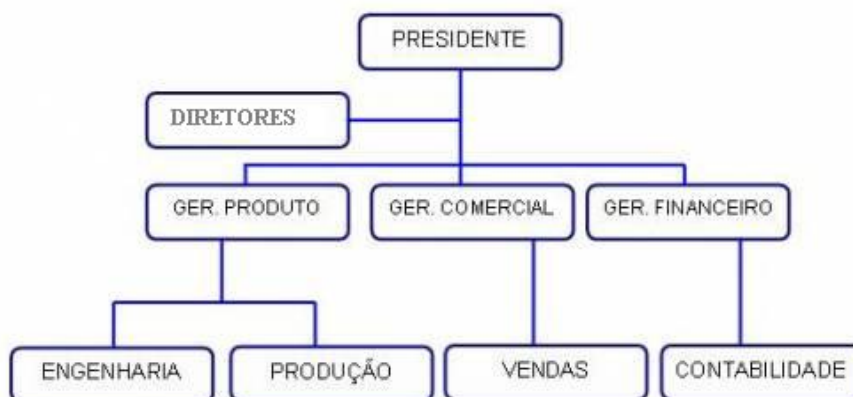 PRESIDENTE
DIRETORES
GER. PRODUTO
GER. COMERCIAL
GER. FINANCEIRO
ENGENHARIA
PRODUÇÃO
VENDAS
CONTABILIDADE